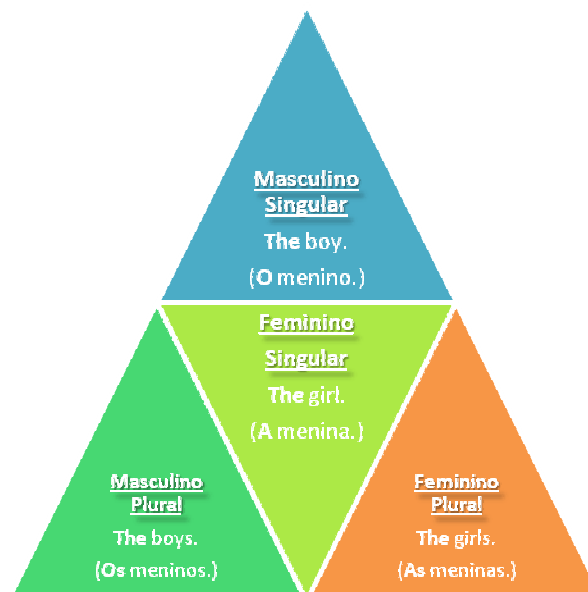 Masculino
Singular
The boy.
(O menino.)
Feminino
Singular
The girl.
(A menina.)
Masculino
Plural
The boys.
(Os meninos.)
Feminino
Plural
The girls.
(As meninas.)